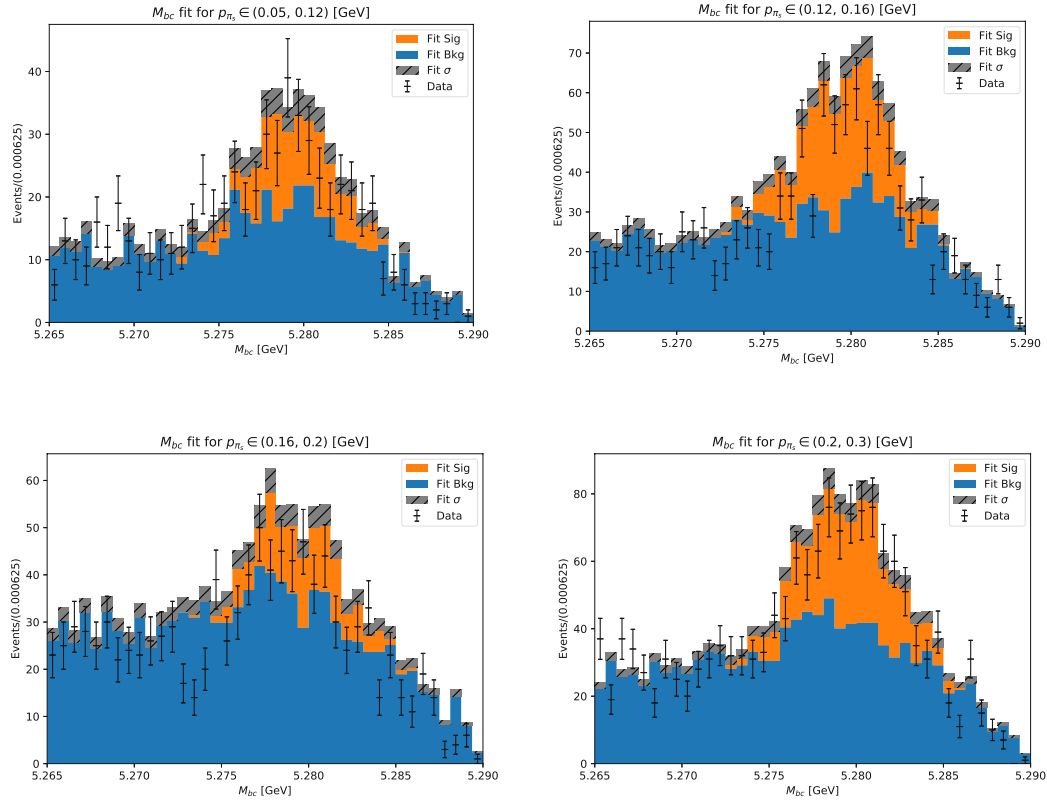 M_bc fit for p_πs ∈ (0.05, 0.12) [GeV]
Events/(0.000625)
40
30
20
10
0
Fit Sig
Fit Bkg
Fit σ
Data
5.265 5.270 5.275 5.280 5.285 5.290
M_bc [GeV]
M_bc fit for p_πs ∈ (0.12, 0.16) [GeV]
Events/(0.000625)
70
60
50
40
30
20
10
0
Fit Sig
Fit Bkg
Fit σ
Data
5.265 5.270 5.275 5.280 5.285 5.290
M_bc [GeV]
M_bc fit for p_πs ∈ (0.16, 0.2) [GeV]
Events/(0.000625)
60
50
40
30
20
10
0
Fit Sig
Fit Bkg
Fit σ
Data
5.265 5.270 5.275 5.280 5.285 5.290
M_bc [GeV]
M_bc fit for p_πs ∈ (0.2, 0.3) [GeV]
Events/(0.000625)
80
60
40
20
0
Fit Sig
Fit Bkg
Fit σ
Data
5.265 5.270 5.275 5.280 5.285 5.290
M_bc [GeV]